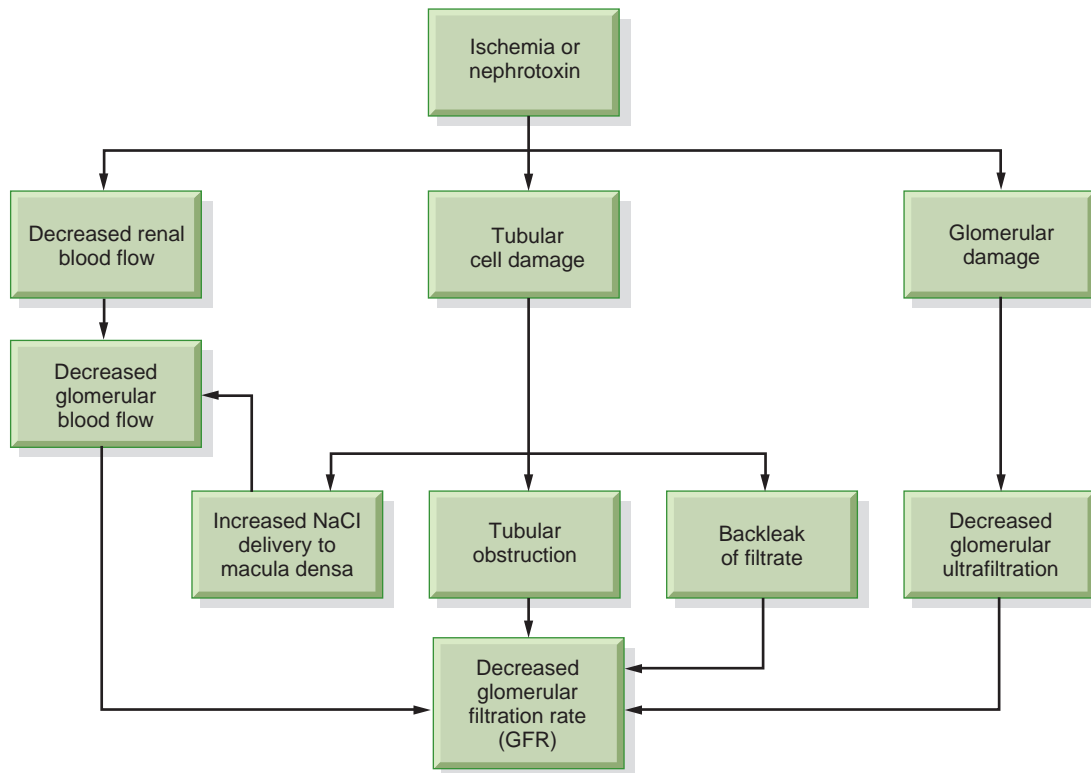 Ischemia or
nephrotoxin
Decreased renal
blood flow
Tubular
cell damage
Glomerular
damage
Decreased
glomerular
blood flow
Increased NaCl
delivery to
macula densa
Tubular
obstruction
Backleak
of filtrate
Decreased
glomerular
ultrafiltration
Decreased
glomerular
filtration rate
(GFR)